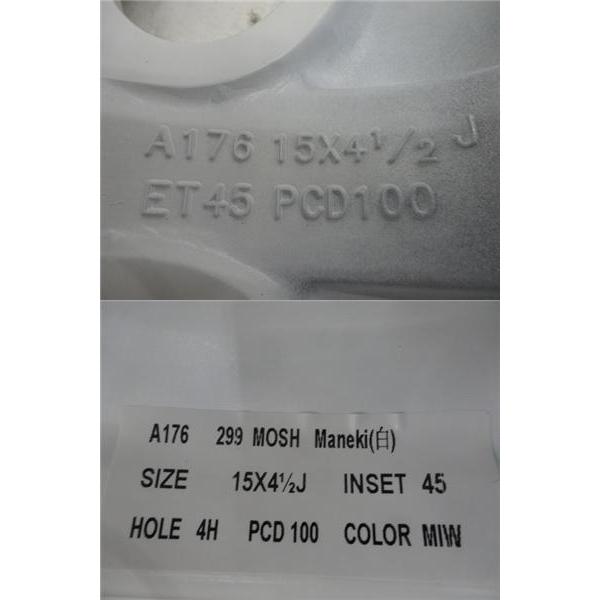 A176 15X4½ J
ET45 PCD100
A176 299 MOSH Maneki(白)
SIZE 15X4½J INSET 45
HOLE 4H PCD 100 COLOR MIW